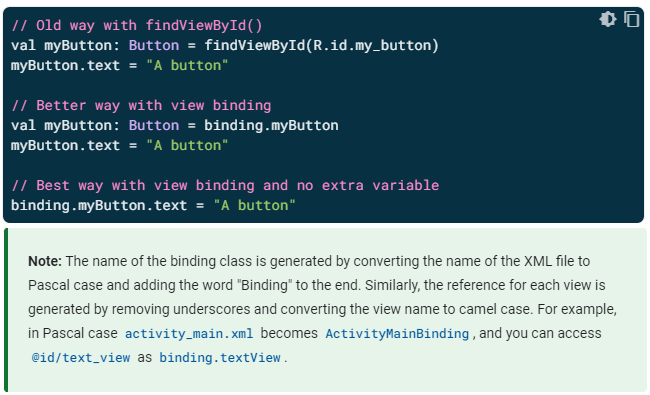 // Old way with findViewById()
val myButton: Button = findViewById(R.id.my_button)
myButton.text = "A button"
// Better way with view binding
val myButton: Button = binding.myButton
myButton.text = "A button"
// Best way with view binding and no extra variable
binding.myButton.text = "A button"
Note: The name of the binding class is generated by converting the name of the XML file to
Pascal case and adding the word "Binding" to the end. Similarly, the reference for each view is
generated by removing underscores and converting the view name to camel case. For example,
in Pascal case activity_main.xml becomes ActivityMainBinding, and you can access
@id/text_view as binding.textView.